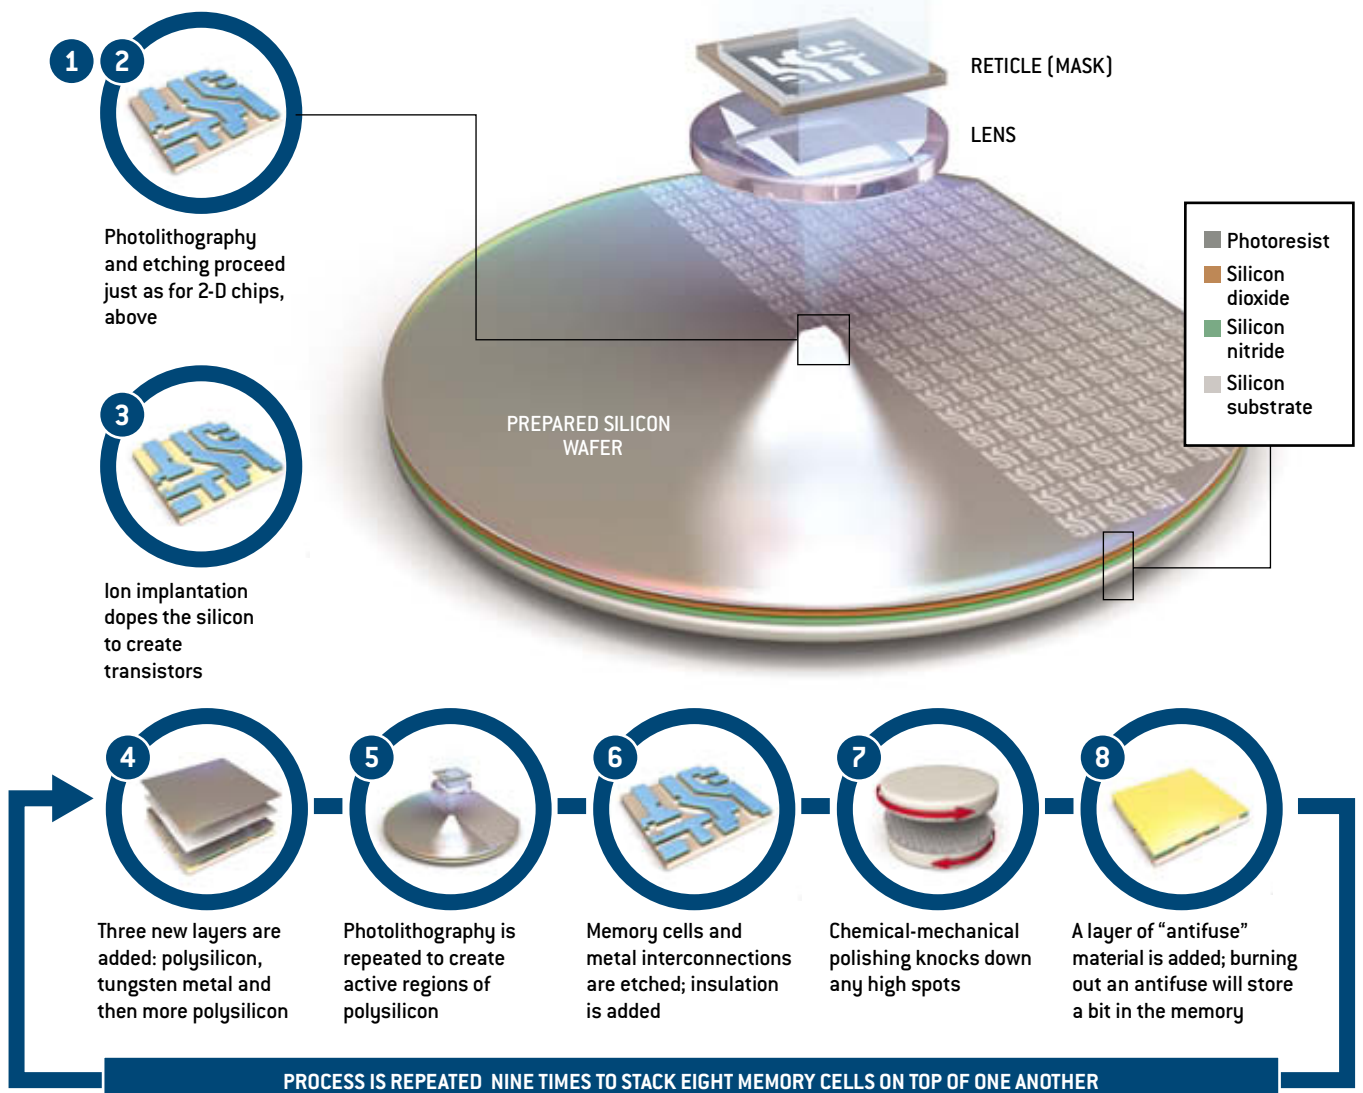 1 2
Photolithography
and etching proceed
just as for 2-D chips,
above
RETICLE (MASK)
LENS
PREPARED SILICON
WAFER
Photoresist
Silicon
dioxide
Silicon
nitride
Silicon
substrate
3
Ion implantation
dopes the silicon
to create
transistors
4
Three new layers are
added: polysilicon,
tungsten metal and
then more polysilicon
5
Photolithography is
repeated to create
active regions of
polysilicon
6
Memory cells and
metal interconnections
are etched; insulation
is added
7
Chemical-mechanical
polishing knocks down
any high spots
8
A layer of “antifuse”
material is added; burning
out an antifuse will store
a bit in the memory
PROCESS IS REPEATED NINE TIMES TO STACK EIGHT MEMORY CELLS ON TOP OF ONE ANOTHER